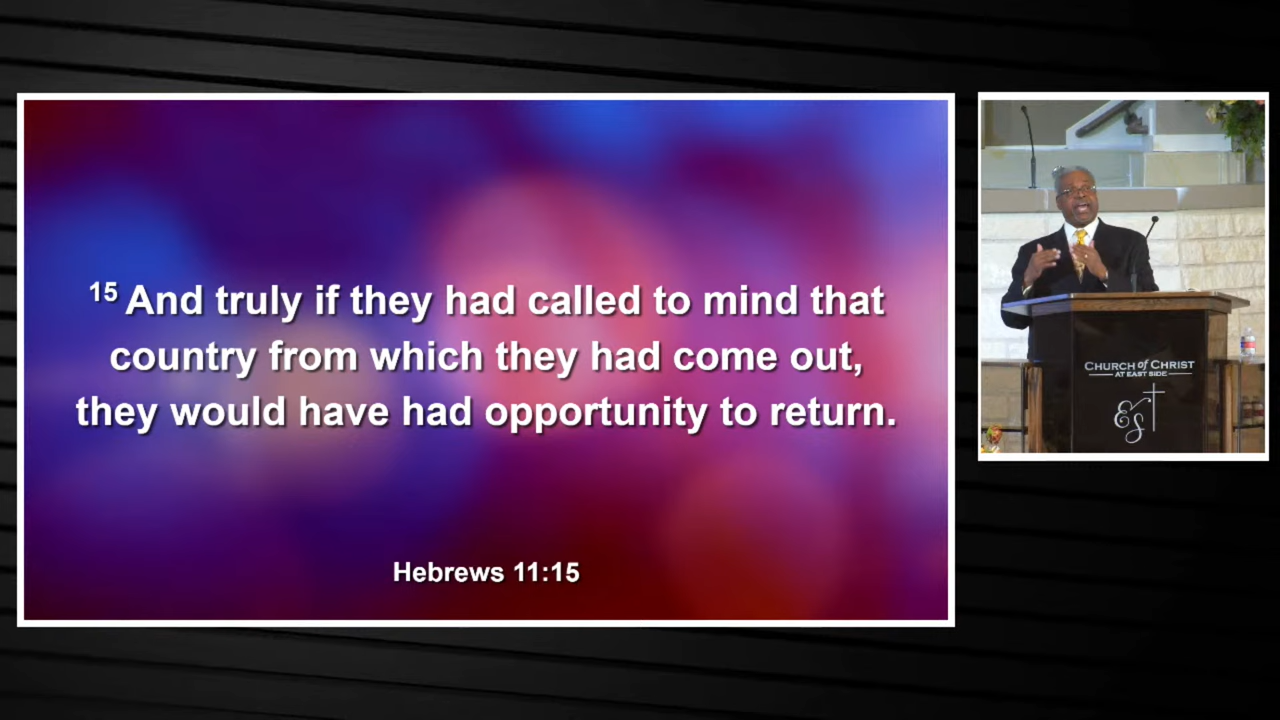 15 And truly if they had called to mind that
country from which they had come out,
they would have had opportunity to return.
Hebrews 11:15
CHURCH of CHRIST
AT EAST SIDE
EST